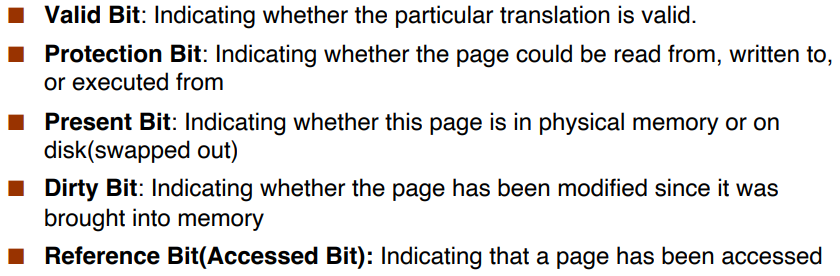 Valid Bit: Indicating whether the particular translation is valid.
Protection Bit: Indicating whether the page could be read from, written to,
or executed from
Present Bit: Indicating whether this page is in physical memory or on
disk(swapped out)
Dirty Bit: Indicating whether the page has been modified since it was
brought into memory
Reference Bit(Accessed Bit): Indicating that a page has been accessed